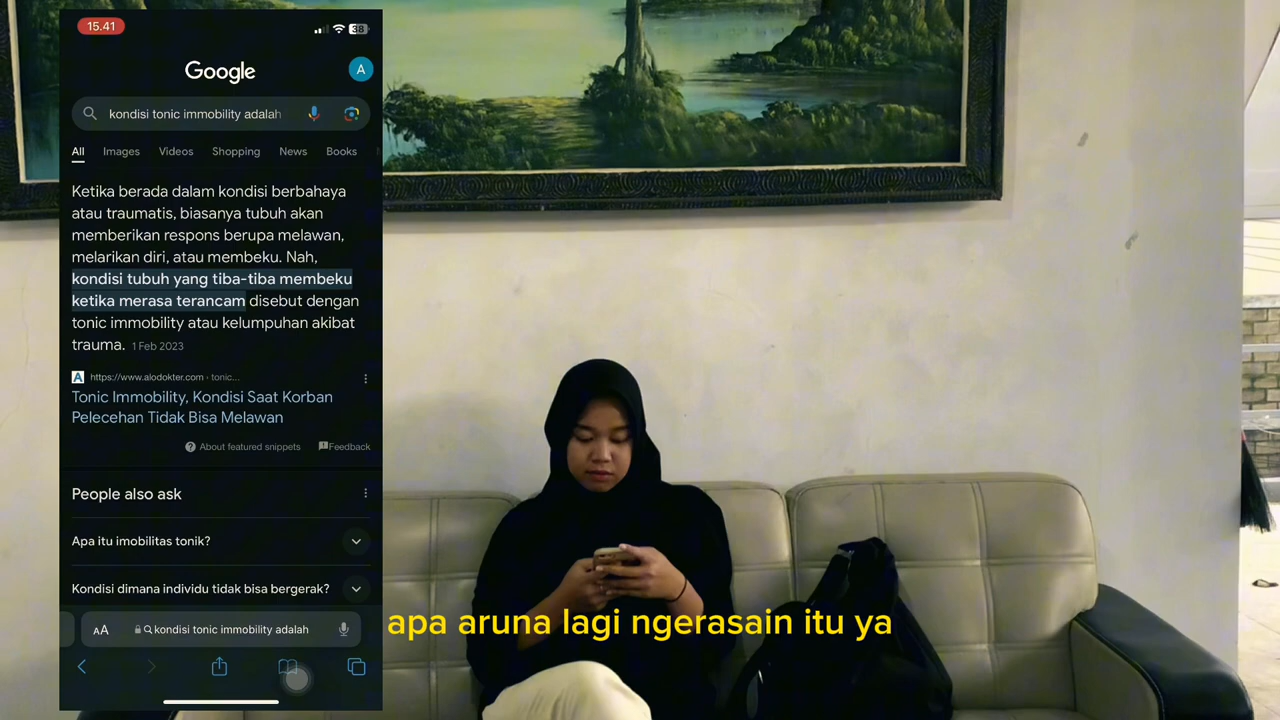 15.41
38
Google
A
kondisi tonic immobility adalah
All Images Videos Shopping News Books
Ketika berada dalam kondisi berbahaya
atau traumatis, biasanya tubuh akan
memberikan respons berupa melawan,
melarikan diri, atau membeku. Nah,
kondisi tubuh yang tiba-tiba membeku
ketika merasa terancam disebut dengan
tonic immobility atau kelumpuhan akibat
trauma. 1 Feb 2023
A https://www.alodokter.com › tonic...
Tonic Immobility, Kondisi Saat Korban
Pelecehan Tidak Bisa Melawan
About featured snippets Feedback
People also ask
Apa itu imobilitas tonik?
Kondisi dimana individu tidak bisa bergerak?
AA kondisi tonic immobility adalah
apa aruna lagi ngerasain itu ya